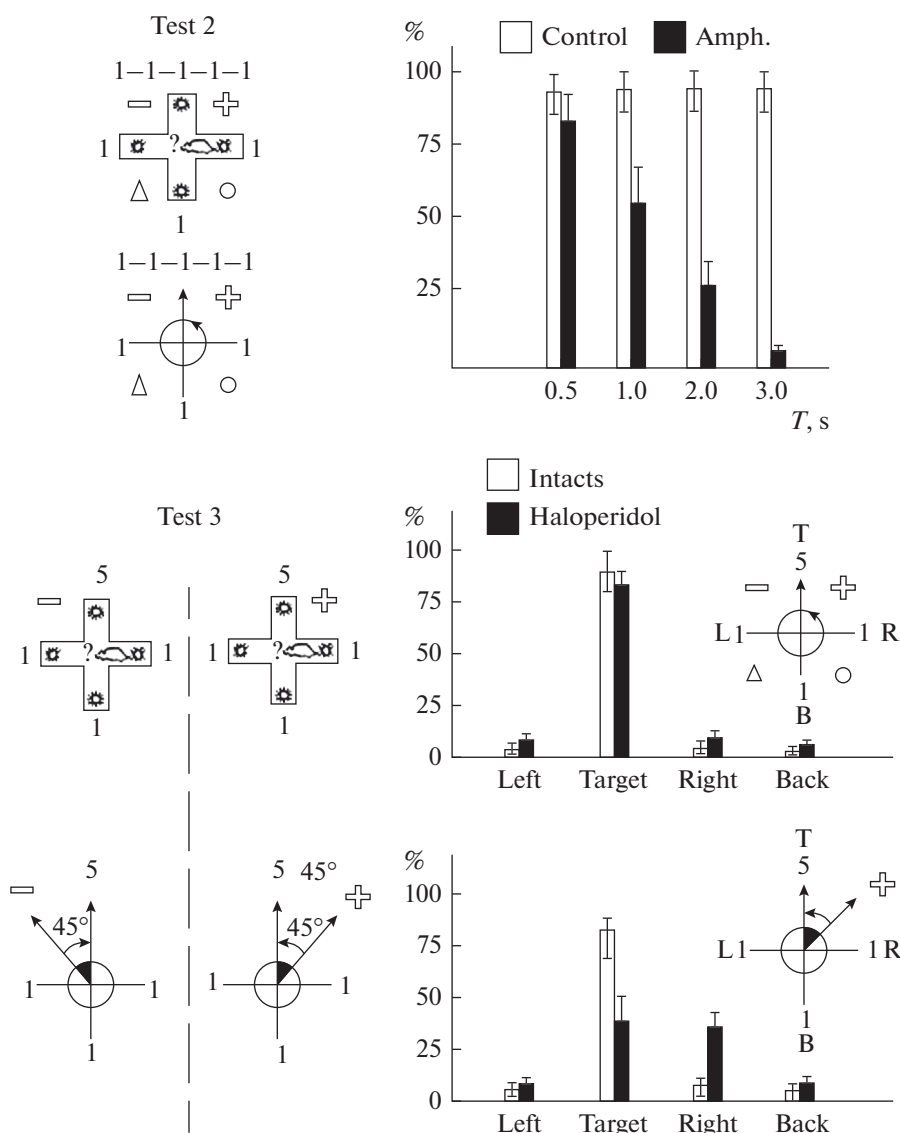 Test 2
1–1–1–1–1
− +
1 ? 1
△ ○
1
1–1–1–1–1
− +
1 1
△ ○
1
%
Control Amph.
100
75
50
25
0.5 1.0 2.0 3.0
T, s
Test 3
5 5
− +
1 ? 1 1 ? 1
1 1
− 5 5 45° +
45° 45°
1 1 1 1
1 1
Intacts
Haloperidol
%
100
75
50
25
0
Left Target Right Back
T
5
− +
L 1 1 R
△ ○
1
B
%
100
75
50
25
0
Left Target Right Back
T
5
+
L 1 1 R
1
B